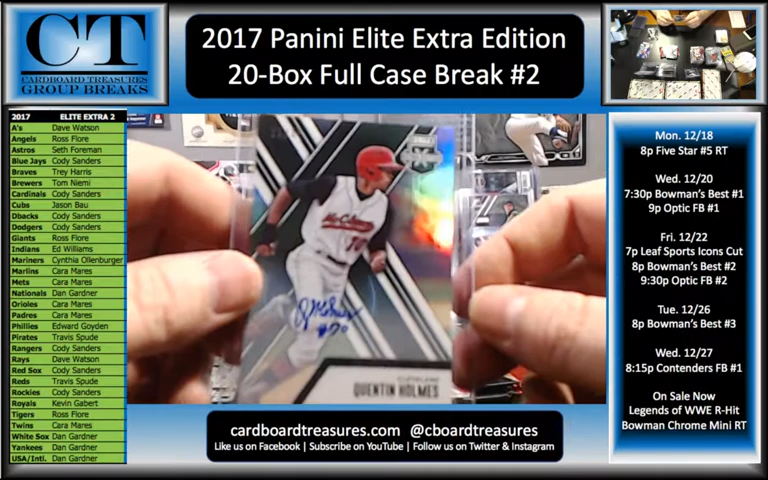 CT
CARDBOARD TREASURES
GROUP BREAKS
2017 Panini Elite Extra Edition
20-Box Full Case Break #2
2017 ELITE EXTRA 2
A's Dave Watson
Angels Ross Flore
Astros Seth Foreman
Blue Jays Cody Sanders
Braves Trey Harris
Brewers Tom Niemi
Cardinals Cody Sanders
Cubs Jason Bau
Dbacks Cody Sanders
Dodgers Cody Sanders
Giants Ross Flore
Indians Ed Williams
Mariners Cynthia Ollenburger
Marlins Cara Mares
Mets Cara Mares
Nationals Dan Gardner
Orioles Cara Mares
Padres Cara Mares
Phillies Edward Goyden
Pirates Travis Spude
Rangers Cody Sanders
Rays Dave Watson
Red Sox Cody Sanders
Reds Travis Spude
Rockies Cody Sanders
Royals Kevin Gabert
Tigers Ross Flore
Twins Cara Mares
White Sox Dan Gardner
Yankees Dan Gardner
USA/Intl. Dan Gardner
#20
CLEVELAND
QUENTIN HOLMES
Mon. 12/18
8p Five Star #5 RT
Wed. 12/20
7:30p Bowman's Best #1
9p Optic FB #1
Fri. 12/22
7p Leaf Sports Icons Cut
8p Bowman's Best #2
9:30p Optic FB #2
Tue. 12/26
8p Bowman's Best #3
Wed. 12/27
8:15p Contenders FB #1
On Sale Now
Legends of WWE R-Hit
Bowman Chrome Mini RT
cardboardtreasures.com @cboardtreasures
Like us on Facebook | Subscribe on YouTube | Follow us on Twitter & Instagram